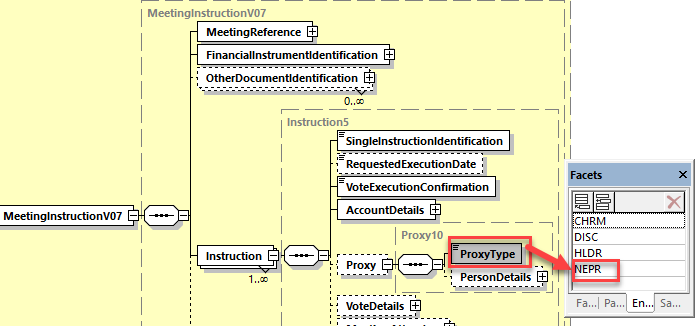 MeetingInstructionV07
MeetingReference
FinancialInstrumentIdentification
OtherDocumentIdentification
0..∞
Instruction5
SingleInstructionIdentification
RequestedExecutionDate
VoteExecutionConfirmation
AccountDetails
MeetingInstructionV07
Instruction
1..∞
Proxy10
Proxy
ProxyType
PersonDetails
VoteDetails
Facets
CHRM
DISC
HLDR
NEPR
Fa... Pa... En... Sa...